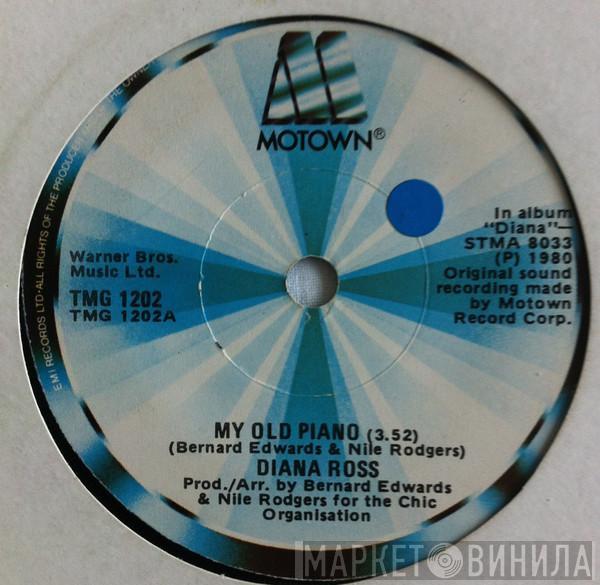 MOTOWN®
EMI RECORDS LTD·ALL RIGHTS OF THE PRODUCER
THE OWNER
Warner Bros.
Music Ltd.
TMG 1202
TMG 1202A
In album
"Diana"—
STMA 8033
(P) 1980
Original sound
recording made
by Motown
Record Corp.
MY OLD PIANO (3.52)
(Bernard Edwards & Nile Rodgers)
DIANA ROSS
Prod./Arr. by Bernard Edwards
& Nile Rodgers for the Chic
Organisation
МАРКЕТ ВИНИЛА